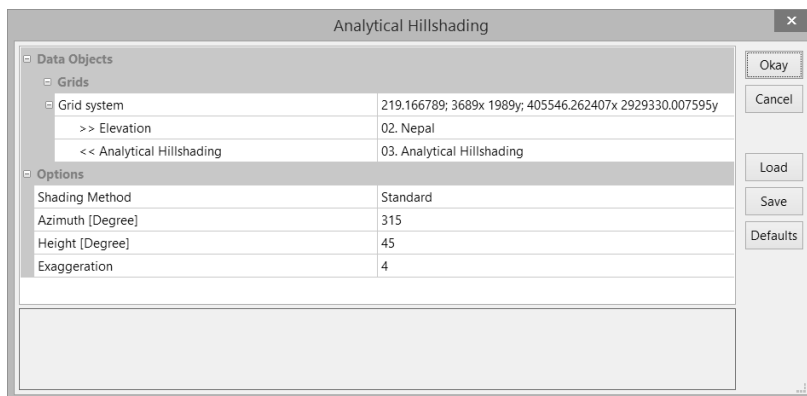 Analytical Hillshading
Data Objects
Grids
Grid system 219.166789; 3689x 1989y; 405546.262407x 2929330.007595y
>> Elevation 02. Nepal
<< Analytical Hillshading 03. Analytical Hillshading
Options
Shading Method Standard
Azimuth [Degree] 315
Height [Degree] 45
Exaggeration 4
Okay
Cancel
Load
Save
Defaults